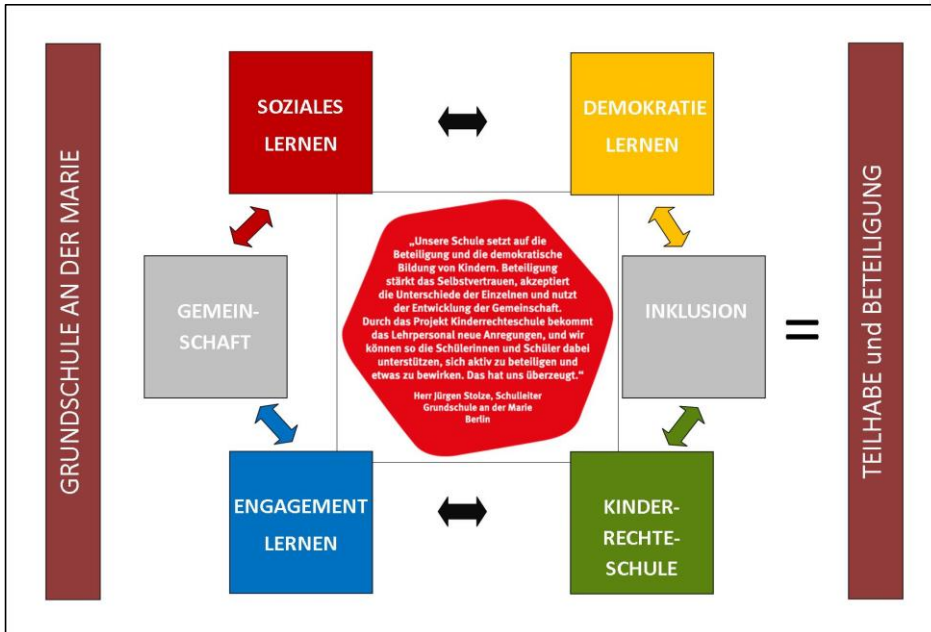 GRUNDSCHULE AN DER MARIE
SOZIALES
LERNEN
DEMOKRATIE
LERNEN
GEMEIN-
SCHAFT
„Unsere Schule setzt auf die
Beteiligung und die demokratische
Bildung von Kindern. Beteiligung
stärkt das Selbstvertrauen, akzeptiert
die Unterschiede der Einzelnen und nutzt
der Entwicklung der Gemeinschaft.
Durch das Projekt Kinderrechteschule bekommt
das Lehrpersonal neue Anregungen, und wir
können so die Schülerinnen und Schüler dabei
unterstützen, sich aktiv zu beteiligen und
etwas zu bewirken. Das hat uns überzeugt.“
Herr Jürgen Stolze, Schulleiter
Grundschule an der Marie
Berlin
INKLUSION
=
ENGAGEMENT
LERNEN
KINDER-
RECHTE-
SCHULE
TEILHABE und BETEILIGUNG